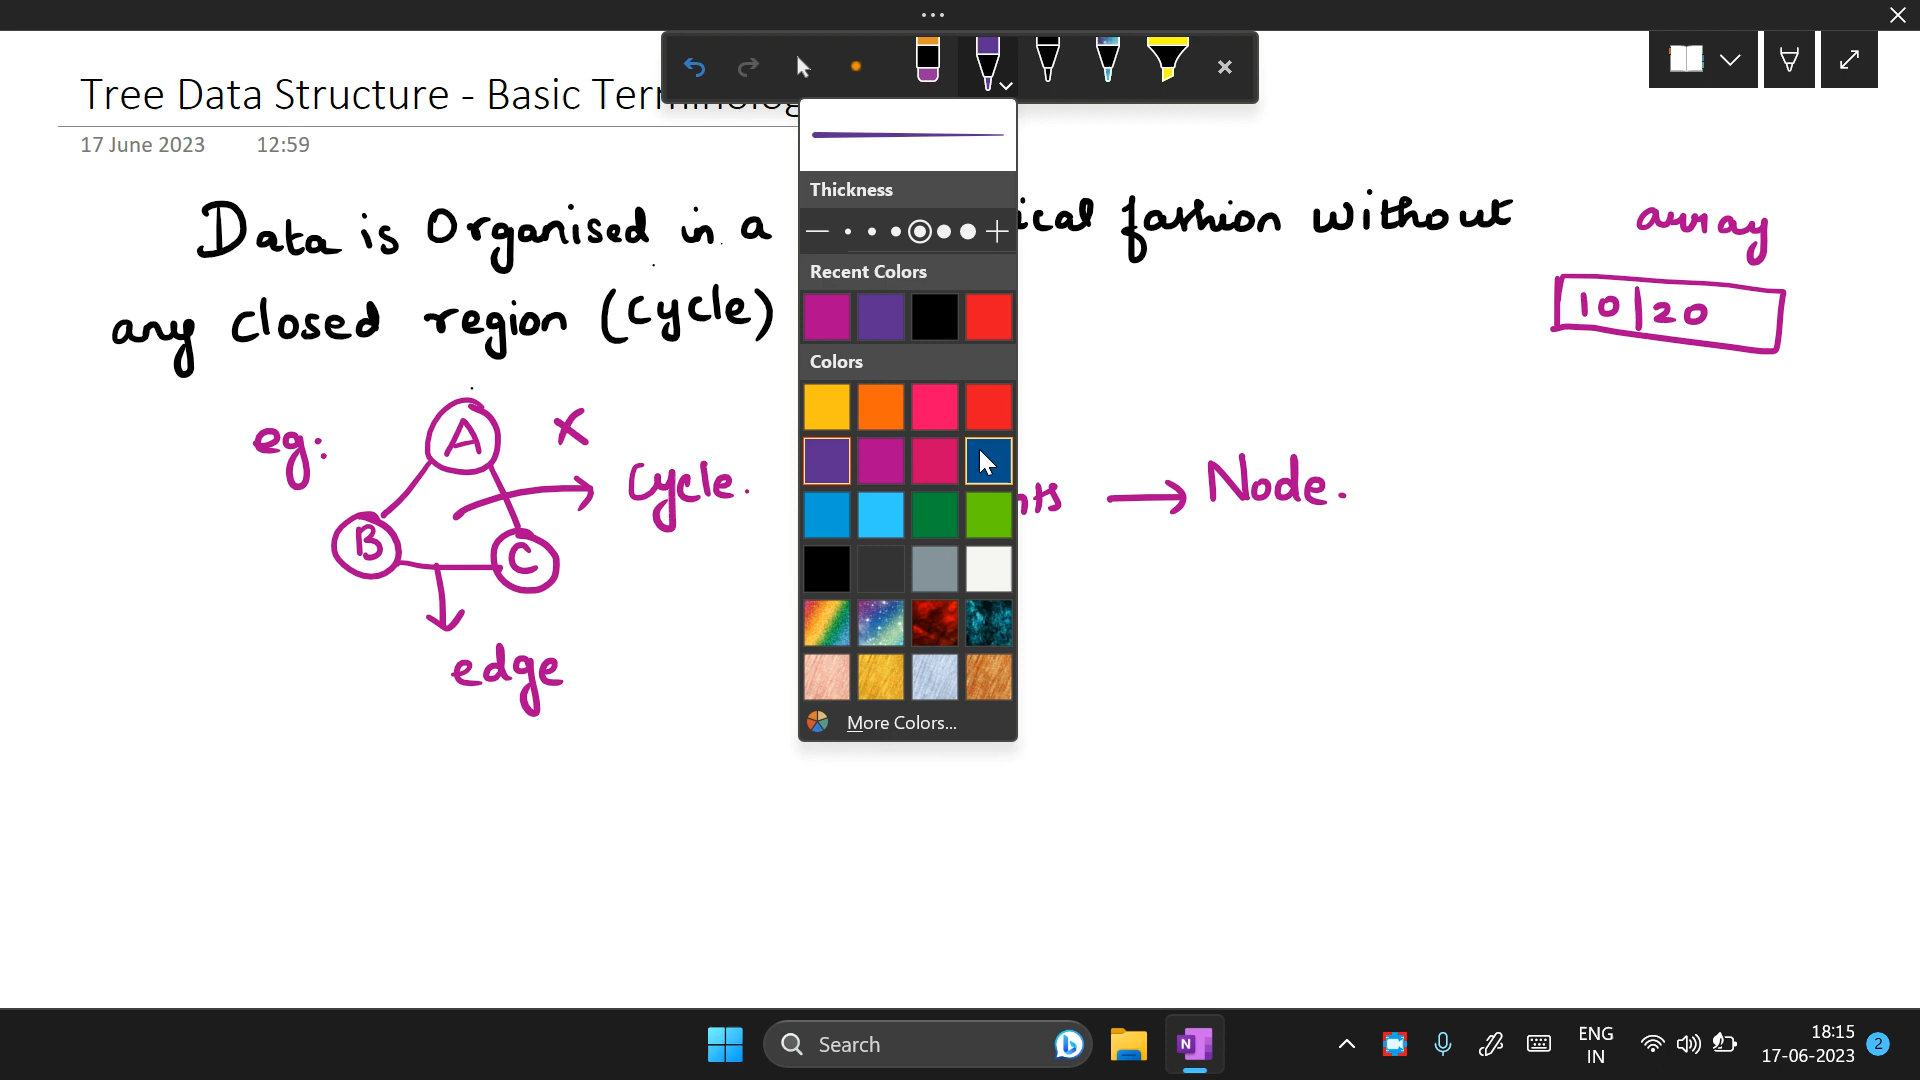 Tree Data Structure - Basic Terminolog
17 June 2023 12:59
Thickness
Recent Colors
Colors
More Colors...
Data is Organised in a ical fashion without
any closed region (cycle)
array
10 | 20
eg:
A
X
B
C
Cycle.
nts → Node.
edge
Search
ENG
IN
18:15
17-06-2023
2